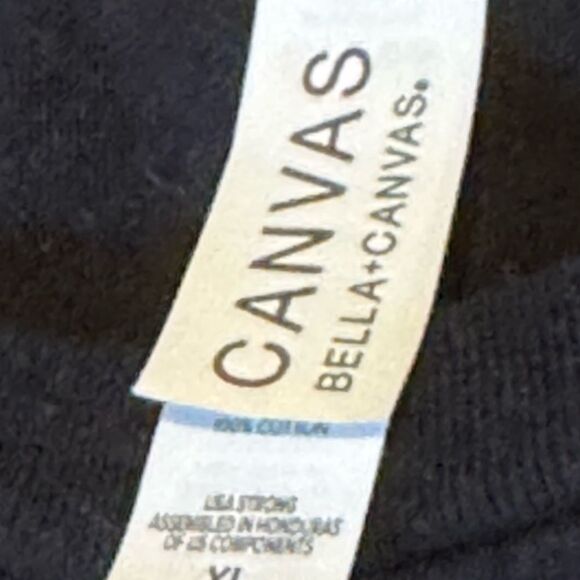 CANVAS
BELLA+CANVAS®
100% COTTON
USA STRONG
ASSEMBLED IN HONDURAS
OF US COMPONENTS
XL